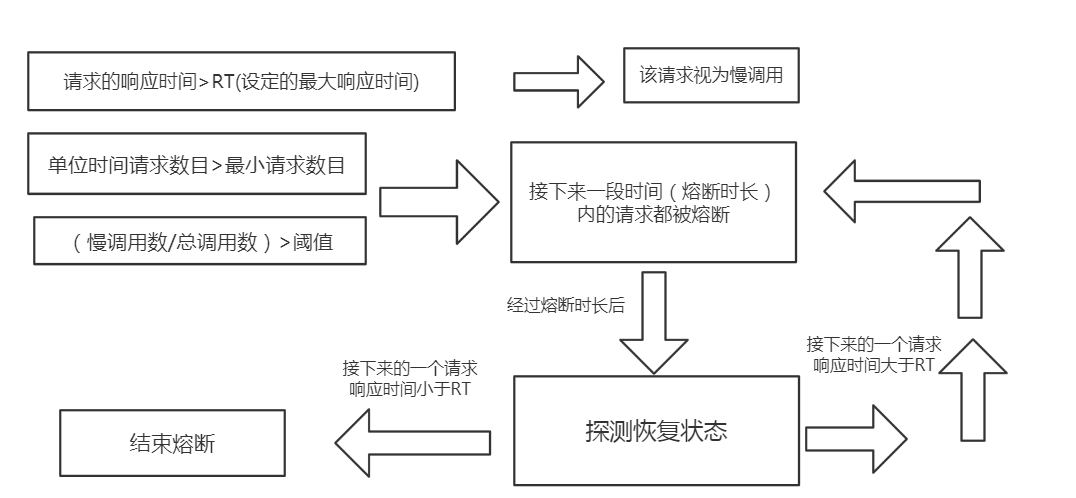 请求的响应时间>RT(设定的最大响应时间)
该请求视为慢调用
单位时间请求数目>最小请求数目
（慢调用数/总调用数）>阈值
接下来一段时间（熔断时长）
内的请求都被熔断
经过熔断时长后
接下来的一个请求
响应时间大于RT
接下来的一个请求
响应时间小于RT
探测恢复状态
结束熔断